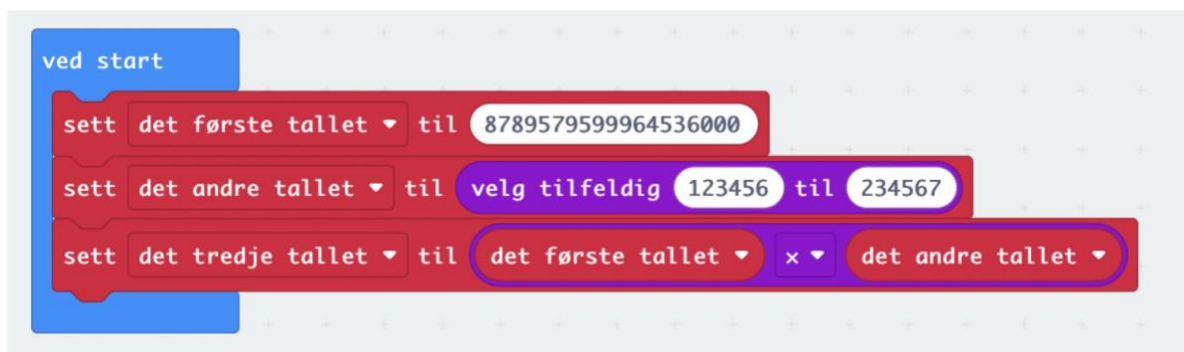 ved start
sett det første tallet til 8789579599964536000
sett det andre tallet til velg tilfeldig 123456 til 234567
sett det tredje tallet til det første tallet × det andre tallet